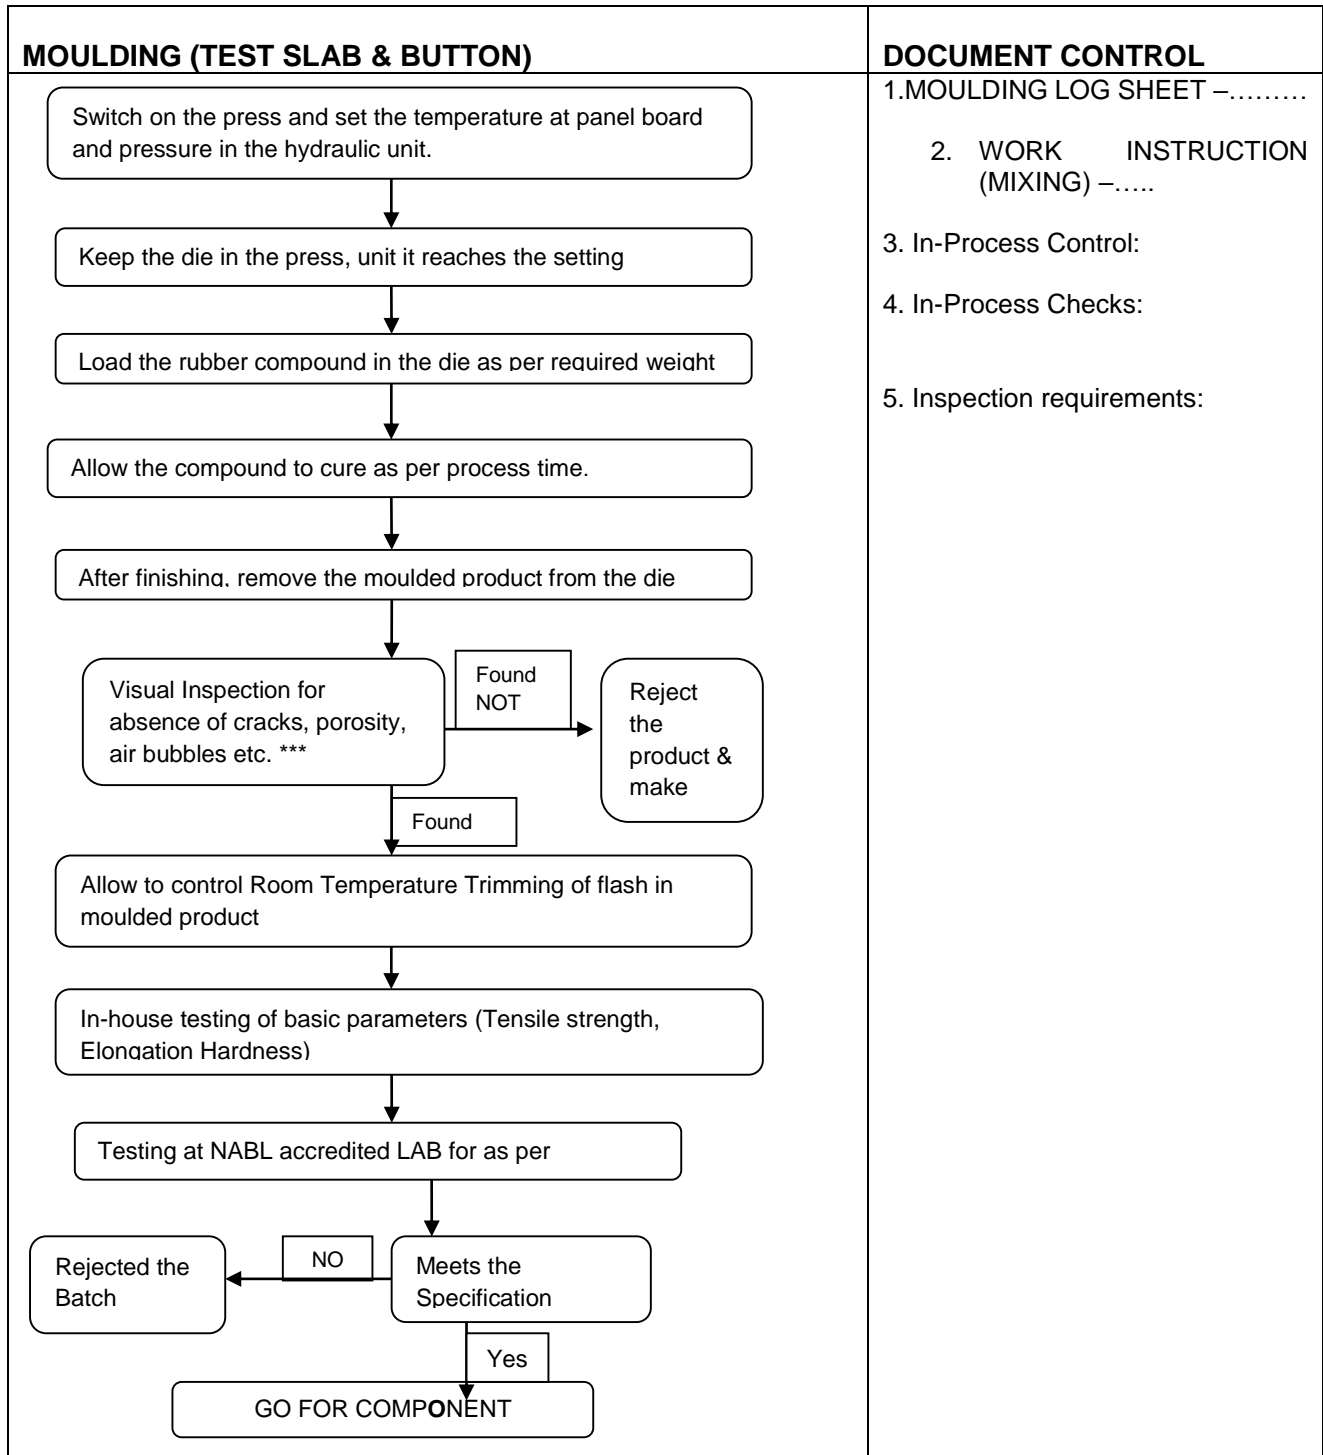 MOULDING (TEST SLAB & BUTTON)
Switch on the press and set the temperature at panel board
and pressure in the hydraulic unit.
Keep the die in the press, unit it reaches the setting
Load the rubber compound in the die as per required weight
Allow the compound to cure as per process time.
After finishing, remove the moulded product from the die
Visual Inspection for
absence of cracks, porosity,
air bubbles etc. ***
Found
NOT
Reject
the
product &
make
Found
Allow to control Room Temperature Trimming of flash in
moulded product
In-house testing of basic parameters (Tensile strength,
Elongation Hardness)
Testing at NABL accredited LAB for as per
Meets the
Specification
NO
Rejected the
Batch
Yes
GO FOR COMPONENT
DOCUMENT CONTROL
1.MOULDING LOG SHEET –………
2. WORK INSTRUCTION
(MIXING) –…..
3. In-Process Control:
4. In-Process Checks:
5. Inspection requirements: